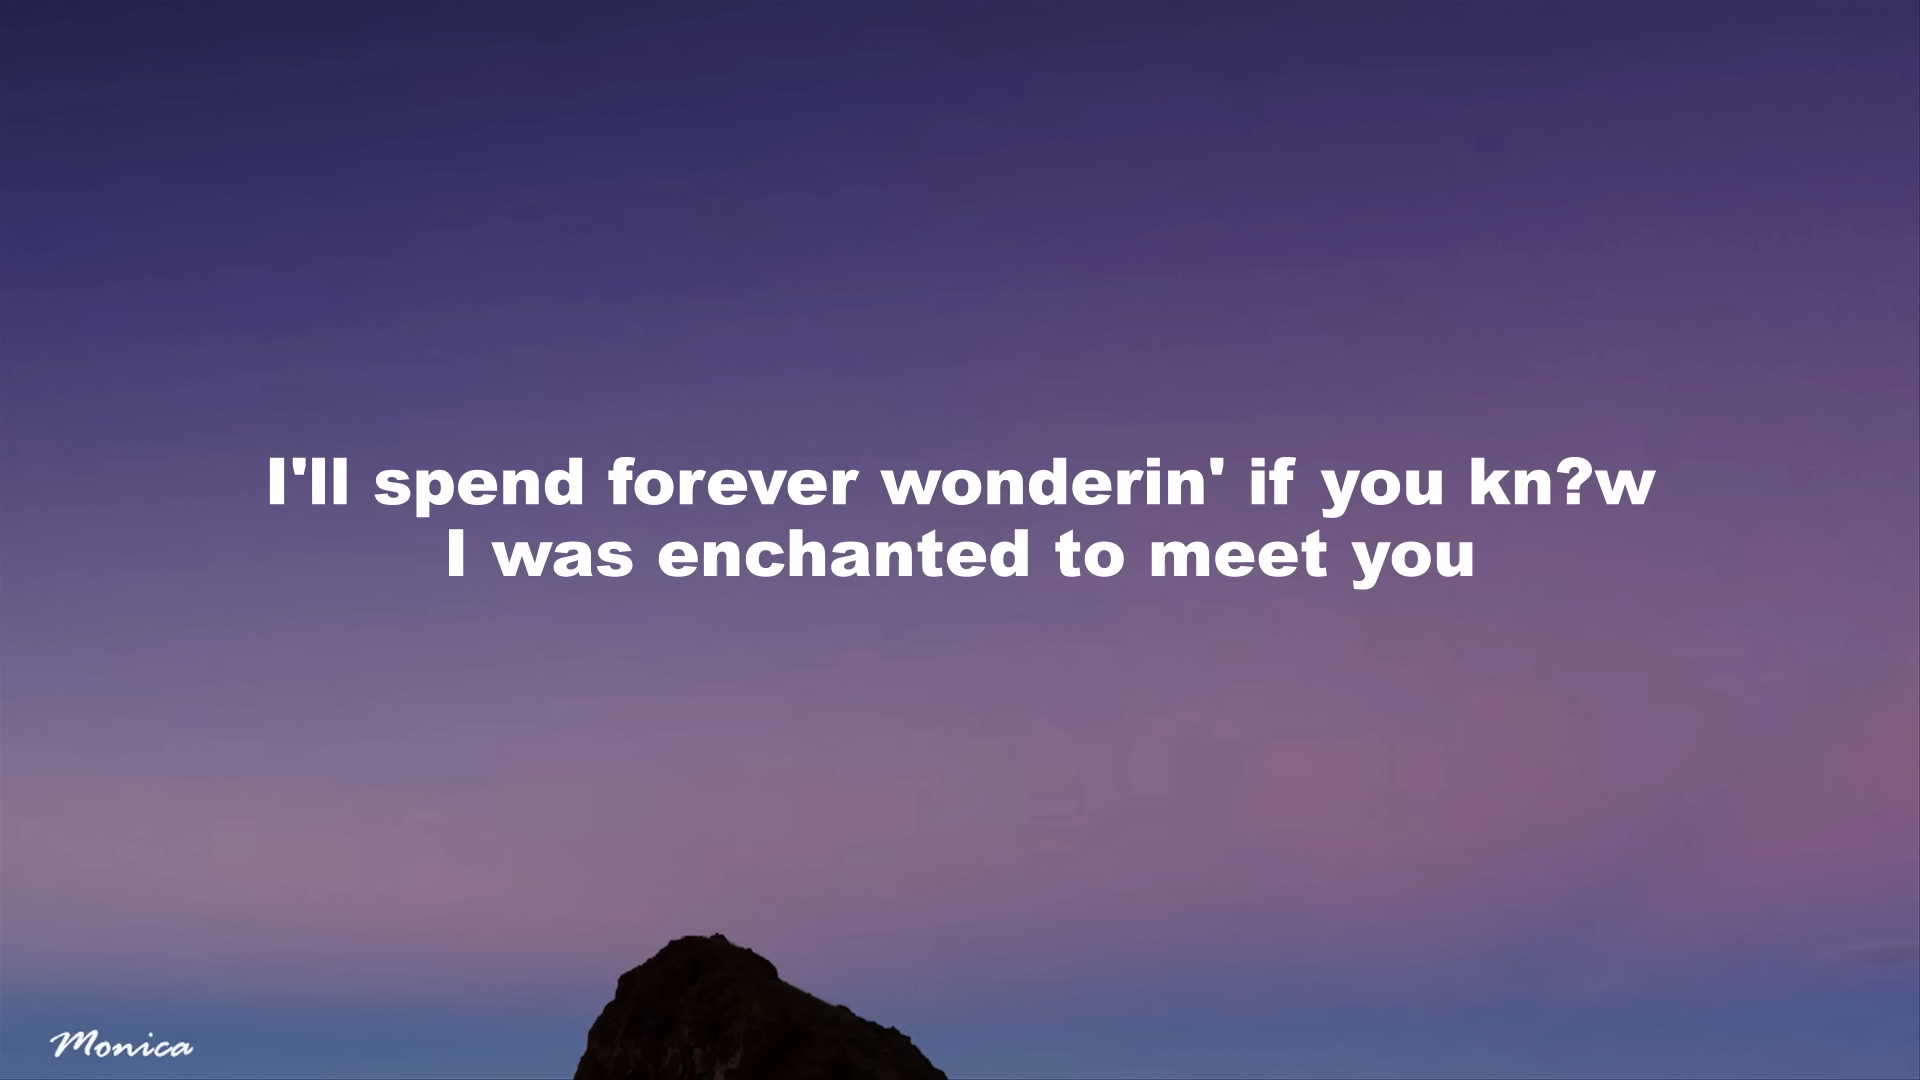 I'll spend forever wonderin' if you kn?w
I was enchanted to meet you
Monica